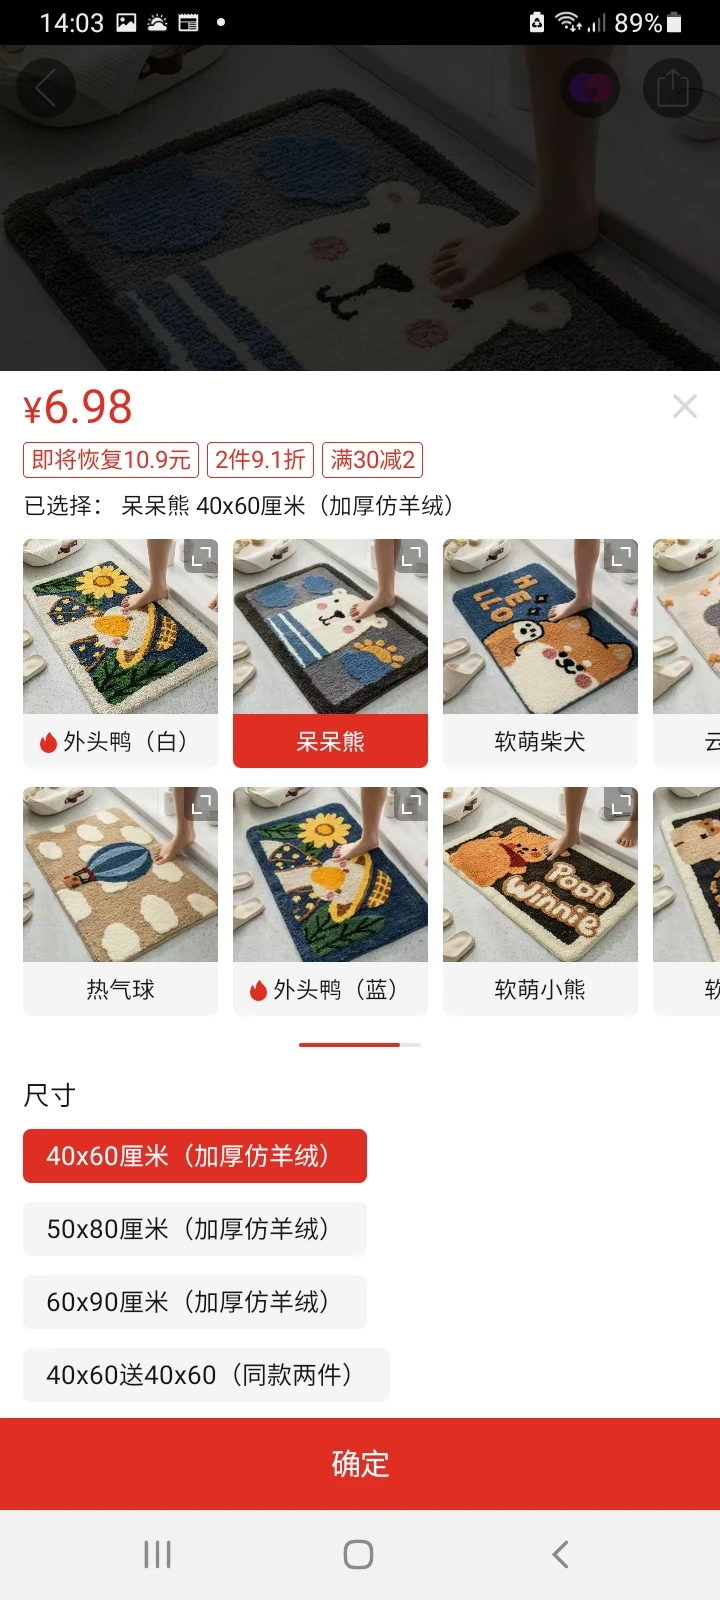 14:03
89%
¥6.98
即将恢复10.9元 2件9.1折 满30减2
已选择： 呆呆熊 40x60厘米（加厚仿羊绒）
HE
LLO
外头鸭（白） 呆呆熊 软萌柴犬
Pooh
Winnie
热气球 外头鸭（蓝） 软萌小熊
尺寸
40x60厘米（加厚仿羊绒）
50x80厘米（加厚仿羊绒）
60x90厘米（加厚仿羊绒）
40x60送40x60（同款两件）
确定